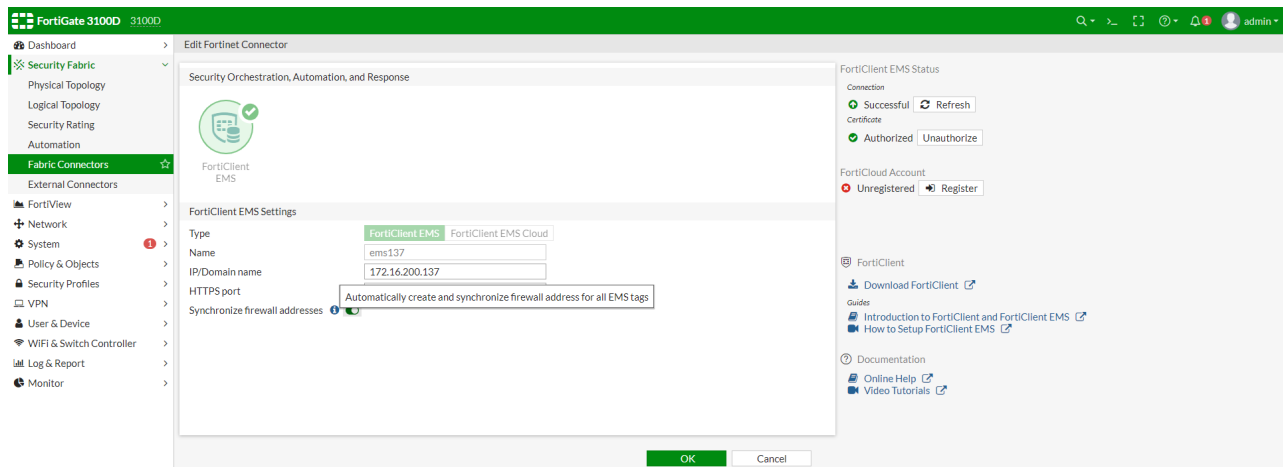 FortiGate 3100D 3100D
1 admin
Dashboard
Security Fabric
Physical Topology
Logical Topology
Security Rating
Automation
Fabric Connectors
External Connectors
FortiView
Network
System 1
Policy & Objects
Security Profiles
VPN
User & Device
WiFi & Switch Controller
Log & Report
Monitor
Edit Fortinet Connector
Security Orchestration, Automation, and Response
FortiClient
EMS
FortiClient EMS Settings
Type FortiClient EMS FortiClient EMS Cloud
Name ems137
IP/Domain name 172.16.200.137
HTTPS port
Automatically create and synchronize firewall address for all EMS tags
Synchronize firewall addresses
OK Cancel
FortiClient EMS Status
Connection
Successful Refresh
Certificate
Authorized Unauthorize
FortiCloud Account
Unregistered Register
FortiClient
Download FortiClient
Guides
Introduction to FortiClient and FortiClient EMS
How to Setup FortiClient EMS
Documentation
Online Help
Video Tutorials